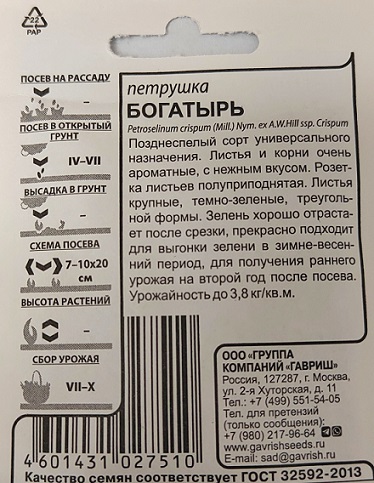 22
PAP
ПОСЕВ НА РАССАДУ
–
ПОСЕВ В ОТКРЫТЫЙ
ГРУНТ
IV–VII
ВЫСАДКА В ГРУНТ
–
СХЕМА ПОСЕВА
7–10х20
см
ВЫСОТА РАСТЕНИЙ
–
СБОР УРОЖАЯ
VII–X
петрушка
БОГАТЫРЬ
Petroselinum crispum (Mill.) Nym. ex A.W.Hill ssp. Crispum
Позднеспелый сорт универсального
назначения. Листья и корни очень
ароматные, с нежным вкусом. Розет-
ка листьев полуприподнятая. Листья
крупные, темно-зеленые, треуголь-
ной формы. Зелень хорошо отраста-
ет после срезки, прекрасно подходит
для выгонки зелени в зимне-весен-
ний период, для получения раннего
урожая на второй год после посева.
Урожайность до 3,8 кг/кв.м.
ООО «ГРУППА
КОМПАНИЙ «ГАВРИШ»
Россия, 127287, г. Москва,
ул. 2-я Хуторская, д. 11
Тел.: +7 (499) 551-54-05
Тел. для претензий
(только сообщения):
+7 (980) 217-96-64
www.gavrishseeds.ru
E-mail: sad@gavrish.ru
4 601431 027510
Качество семян соответствует ГОСТ 32592-2013